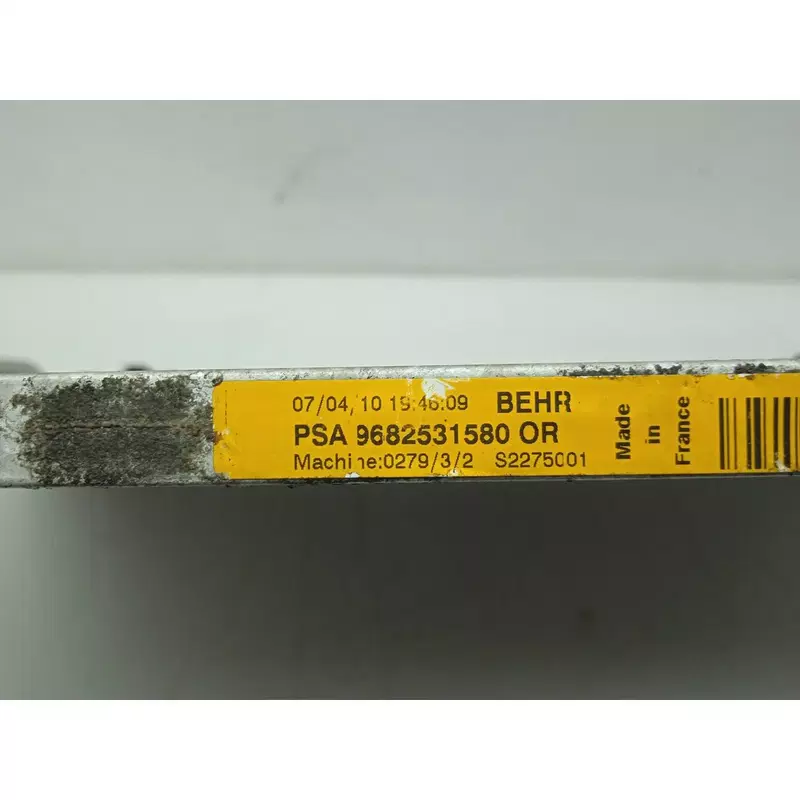 07/04/10 19:46:09 BEHR
PSA 9682531580 OR
Machine:0279/3/2 S2275001
Made
in
France